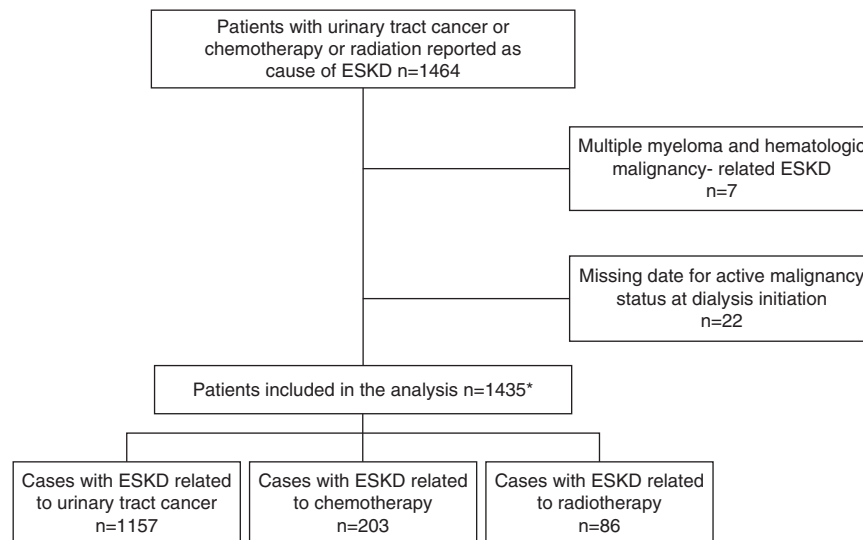 Patients with urinary tract cancer or
chemotherapy or radiation reported as
cause of ESKD n=1464
Multiple myeloma and hematologic
malignancy- related ESKD
n=7
Missing date for active malignancy
status at dialysis initiation
n=22
Patients included in the analysis n=1435*
Cases with ESKD related
to urinary tract cancer
n=1157
Cases with ESKD related
to chemotherapy
n=203
Cases with ESKD related
to radiotherapy
n=86